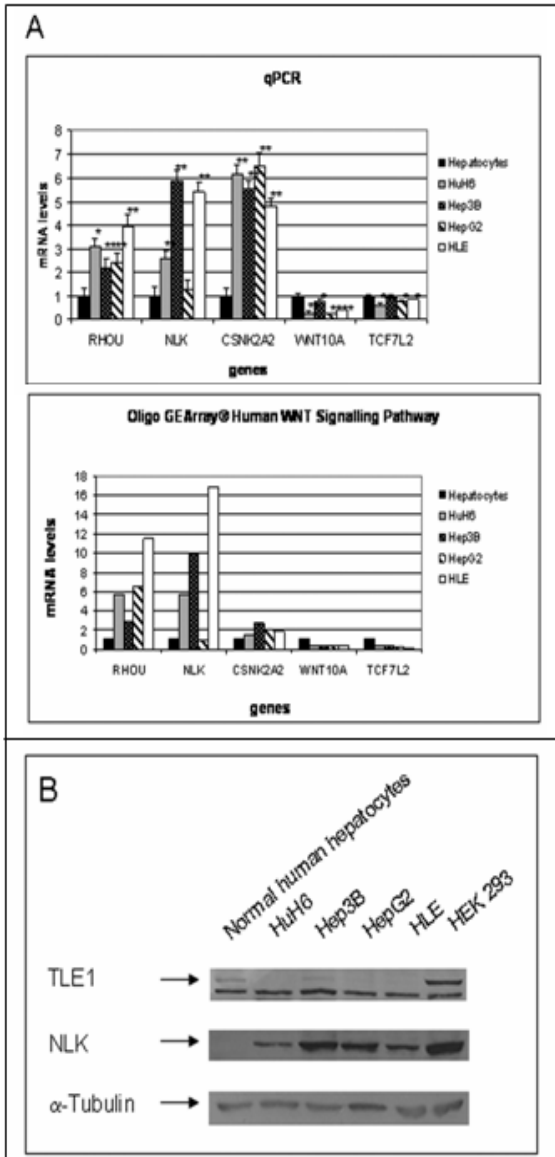 A
qPCR
mRNA levels
8
7
6
5
4
3
2
1
0
RHOU NLK CSNK2A2 WNT10A TCF7L2
genes
Hepatocytes
HuH6
Hep3B
HepG2
HLE
* **** ** ** ** ** ** * ** ** * * **** * * * *
Oligo GEArray® Human WNT Signalling Pathway
mRNA levels
18
16
14
12
10
8
6
4
2
0
RHOU NLK CSNK2A2 WNT10A TCF7L2
genes
Hepatocytes
HuH6
Hep3B
HepG2
HLE
B
Normal human hepatocytes
HuH6
Hep3B
HepG2
HLE
HEK 293
TLE1
NLK
α-Tubulin